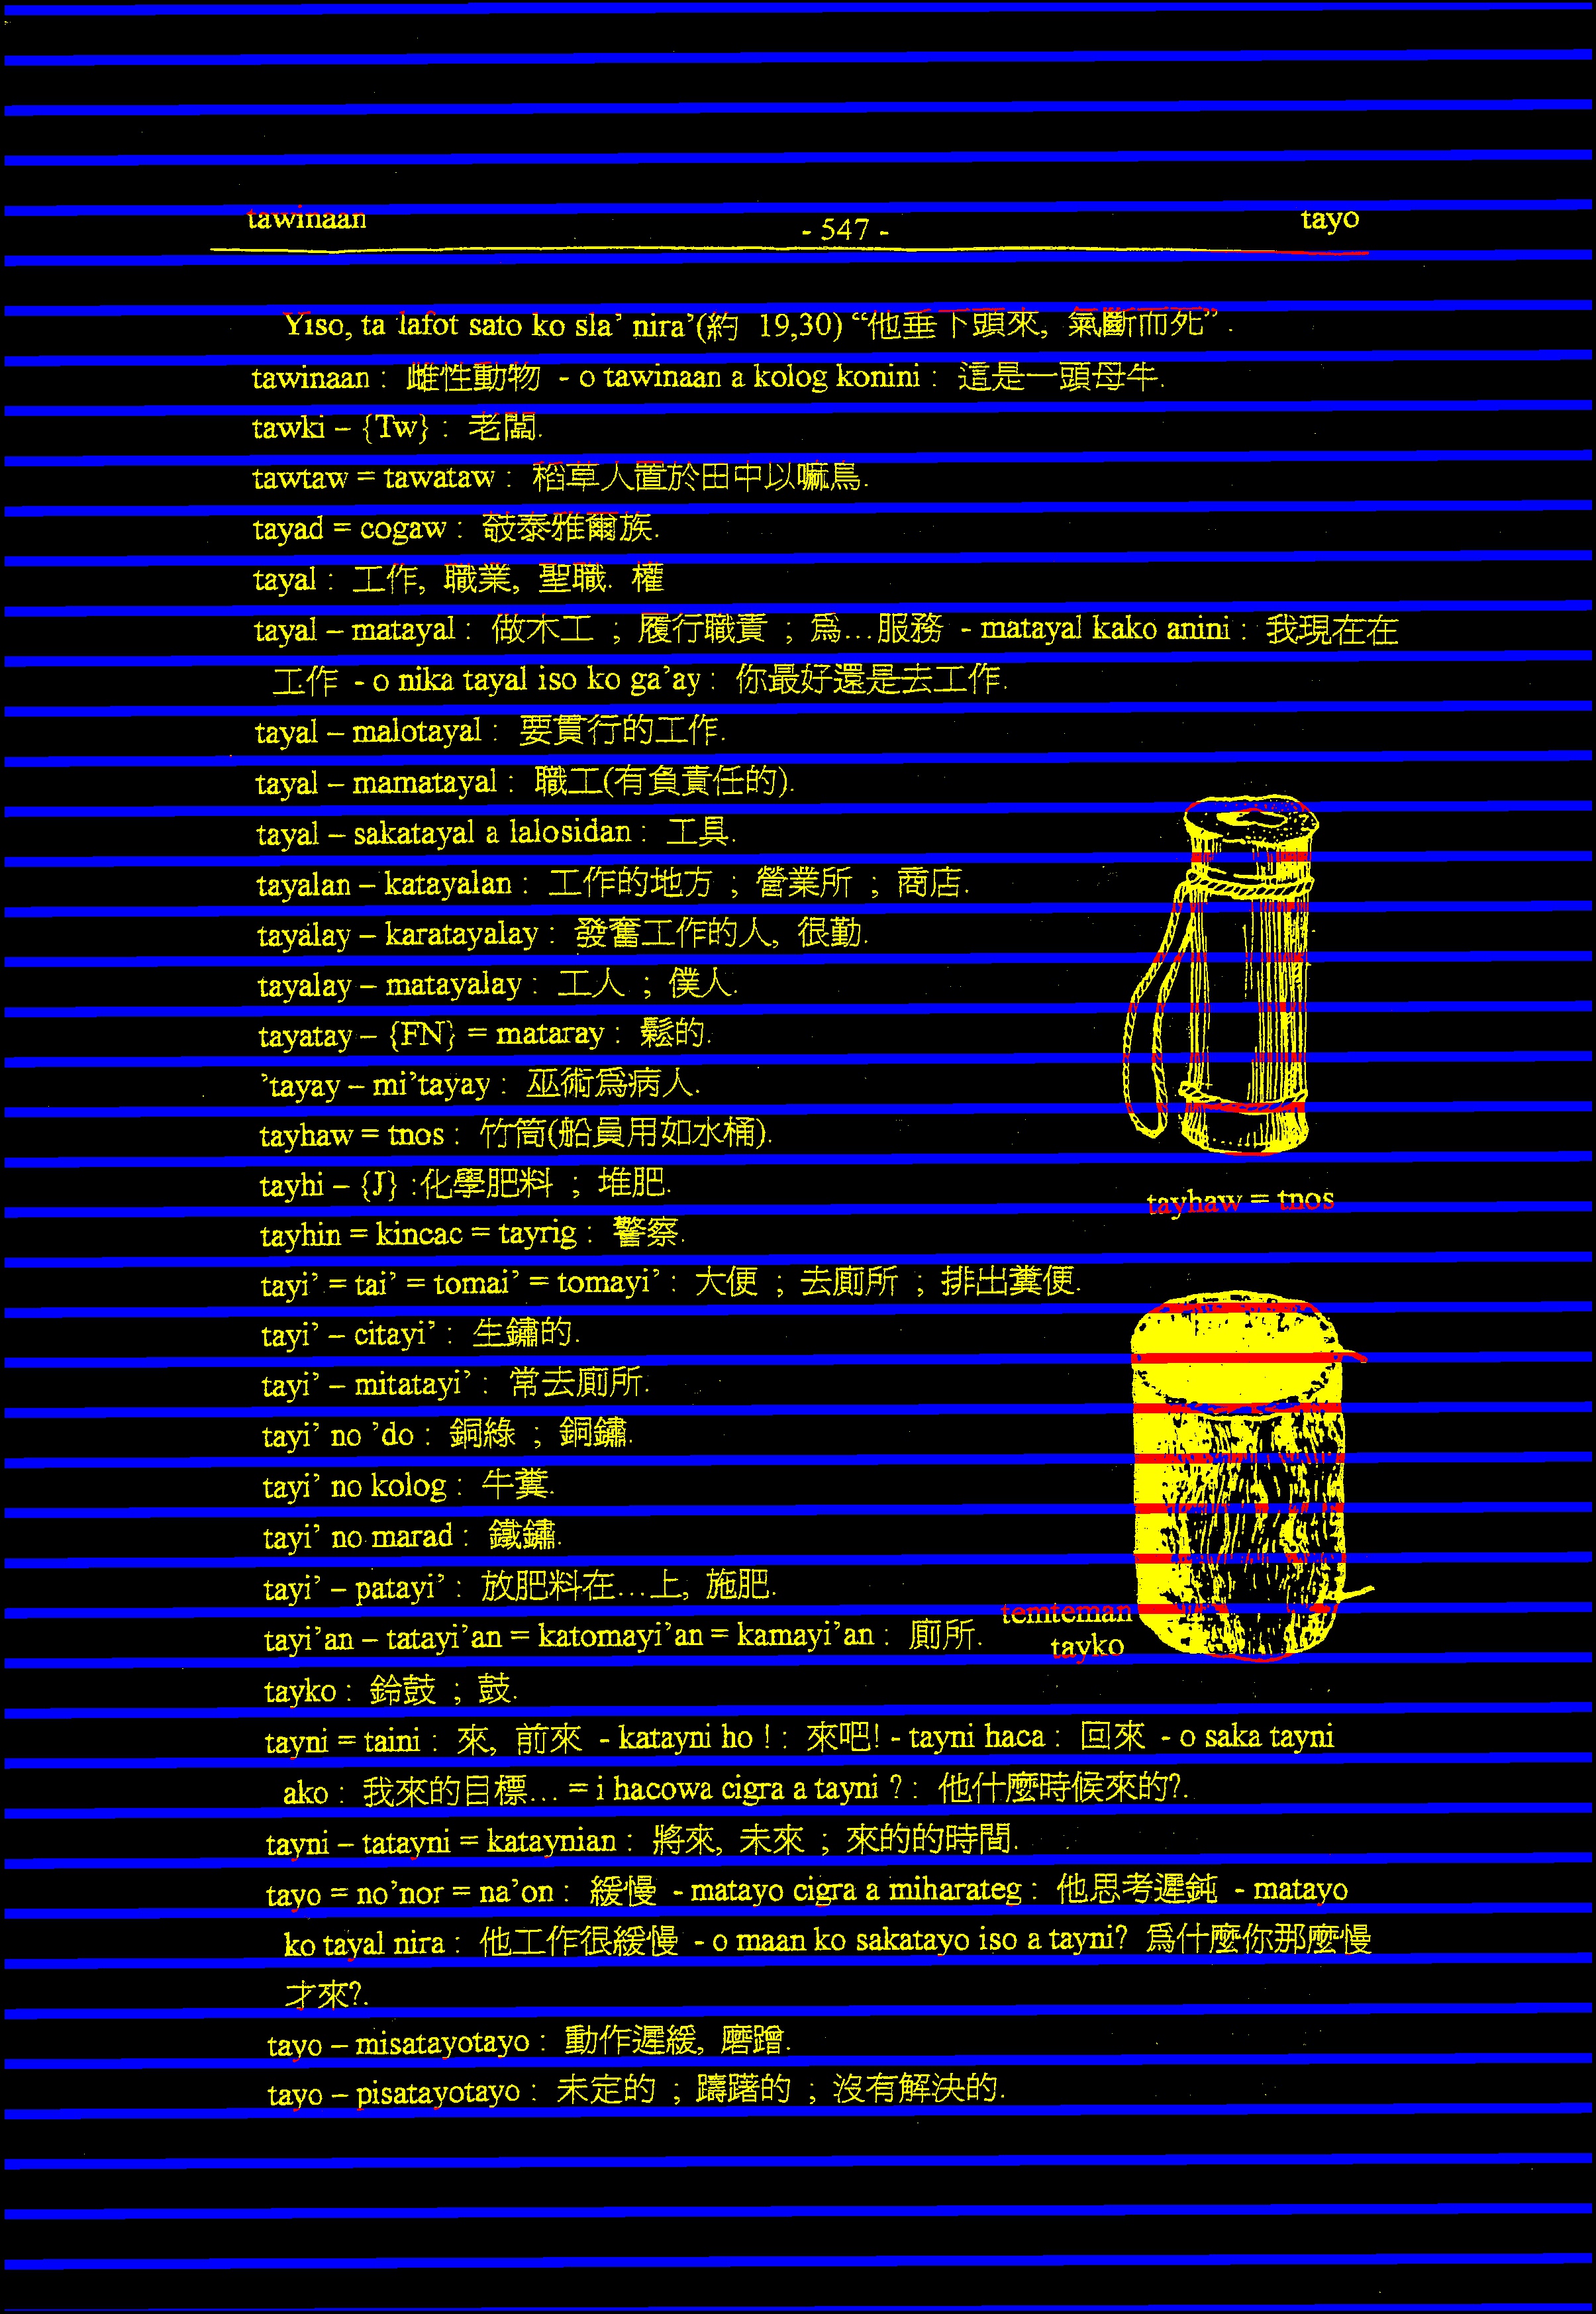 tawinaan - 547 - tayo
Yiso, ta lafot sato ko sla’ nira’(約 19,30) “他垂下頭來, 氣斷而死” .
tawinaan : 雌性動物 - o tawinaan a kolog konini : 這是一頭母牛.
tawki – {Tw} : 老闆.
tawtaw = tawataw : 稻草人置於田中以嚇鳥.
tayad = cogaw : 敲泰雅爾族.
tayal : 工作, 職業, 聖職. 權
tayal – matayal : 做木工 ; 履行職責 ; 爲...服務 - matayal kako anini : 我現在在
工作 - o nika tayal iso ko ga’ay : 你最好還是去工作.
tayal – malotayal : 要貫行的工作.
tayal – mamatayal : 職工(有負責任的).
tayal – sakatayal a lalosidan : 工具.
tayalan – katayalan : 工作的地方 ; 營業所 ; 商店.
tayalay – karatayalay : 發奮工作的人, 很勤.
tayalay – matayalay : 工人 ; 僕人.
tayatay – {FN} = mataray : 鬆的.
’tayay – mi’tayay : 巫術爲病人.
tayhaw = tnos : 竹筒(船員用如水桶).
tayhi – {J} :化學肥料 ; 堆肥.
tayhaw = tnos
tayhin = kincac = tayrig : 警察.
tayi’ = tai’ = tomai’ = tomayi’ : 大便 ; 去廁所 ; 排出糞便.
tayi’ – citayi’ : 生鏽的.
tayi’ – mitatayi’ : 常去廁所.
tayi’ no ’do : 銅綠 ; 銅鏽.
tayi’ no kolog : 牛糞.
tayi’ no marad : 鐵鏽.
tayi’ – patayi’ : 放肥料在...上, 施肥.
temteman
tayi’an – tatayi’an = katomayi’an = kamayi’an : 廁所.
tayko
tayko : 鈴鼓 ; 鼓.
tayni = taini : 來, 前來 - katayni ho ! : 來吧! - tayni haca : 回來 - o saka tayni
ako : 我來的目標... = i hacowa cigra a tayni ? : 他什麼時候來的?.
tayni – tatayni = kataynian : 將來, 未來 ; 來的的時間.
tayo = no’nor = na’on : 緩慢 - matayo cigra a miharateg : 他思考遲鈍 - matayo
ko tayal nira : 他工作很緩慢 - o maan ko sakatayo iso a tayni? 爲什麼你那麼慢
才來?.
tayo – misatayotayo : 動作遲緩, 磨蹭.
tayo – pisatayotayo : 未定的 ; 躊躇的 ; 沒有解決的.